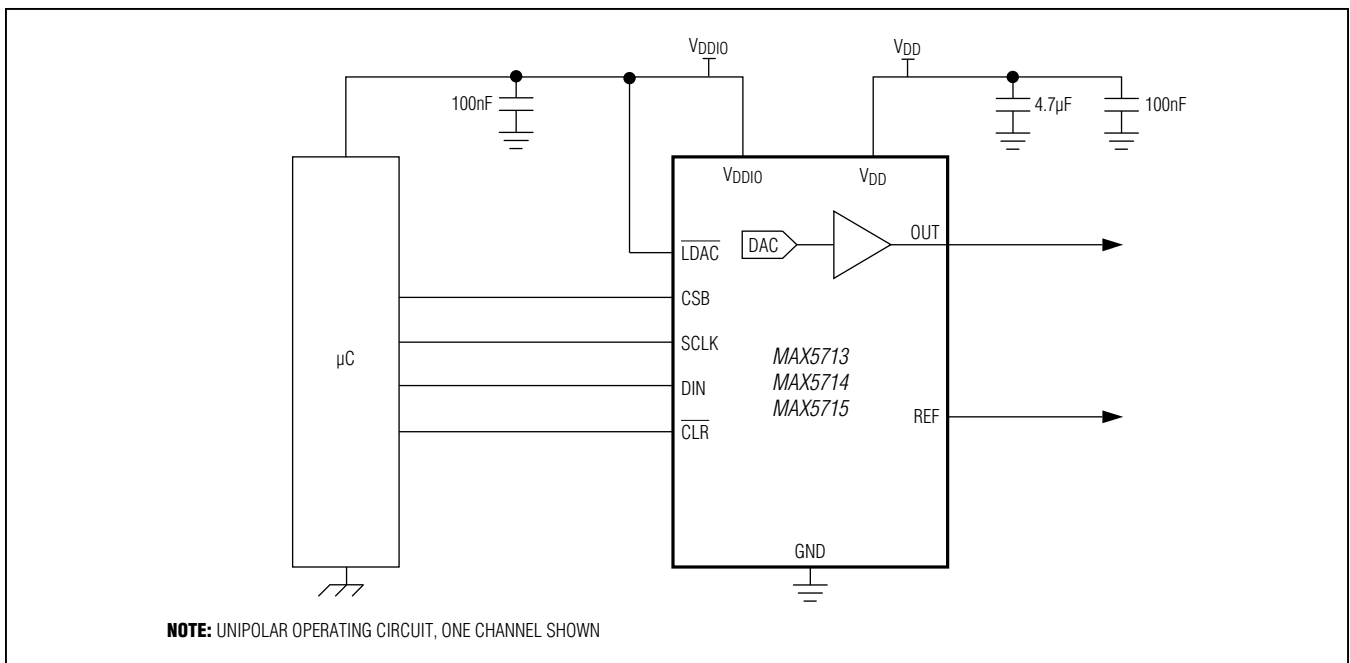 VDDIO
VDD
100nF
4.7µF
100nF
VDDIO
VDD
DAC
OUT
LDAC
CSB
SCLK
µC
MAX5713
DIN
MAX5714
MAX5715
REF
CLR
GND
NOTE: UNIPOLAR OPERATING CIRCUIT, ONE CHANNEL SHOWN